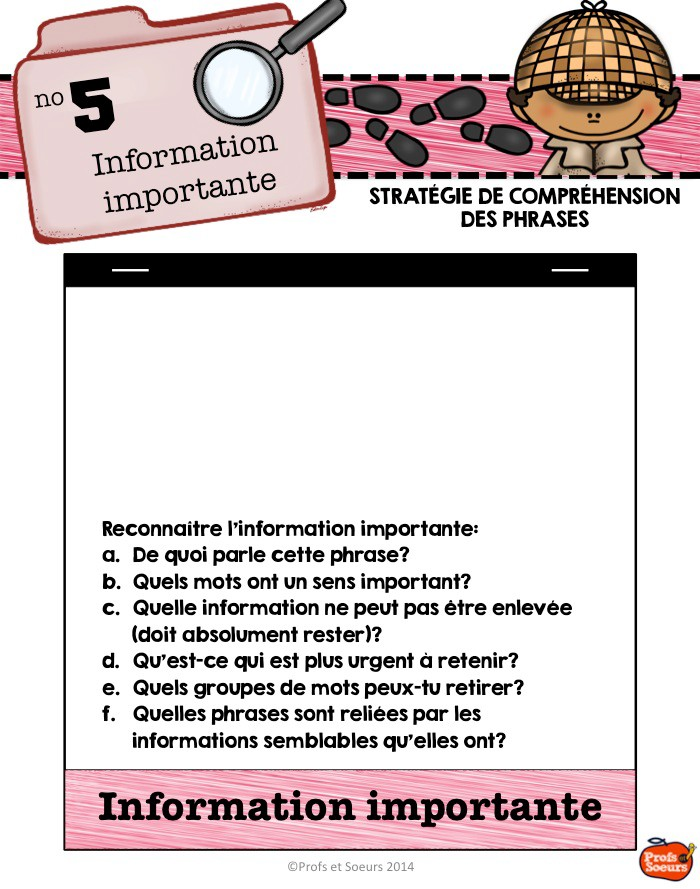 no 5
Information
importante
STRATÉGIE DE COMPRÉHENSION
DES PHRASES
Reconnaître l'information importante:
a. De quoi parle cette phrase?
b. Quels mots ont un sens important?
c. Quelle information ne peut pas être enlevée
(doit absolument rester)?
d. Qu'est-ce qui est plus urgent à retenir?
e. Quels groupes de mots peux-tu retirer?
f. Quelles phrases sont reliées par les
informations semblables qu'elles ont?
Information importante
©Profs et Soeurs 2014
Profs
Soeurs